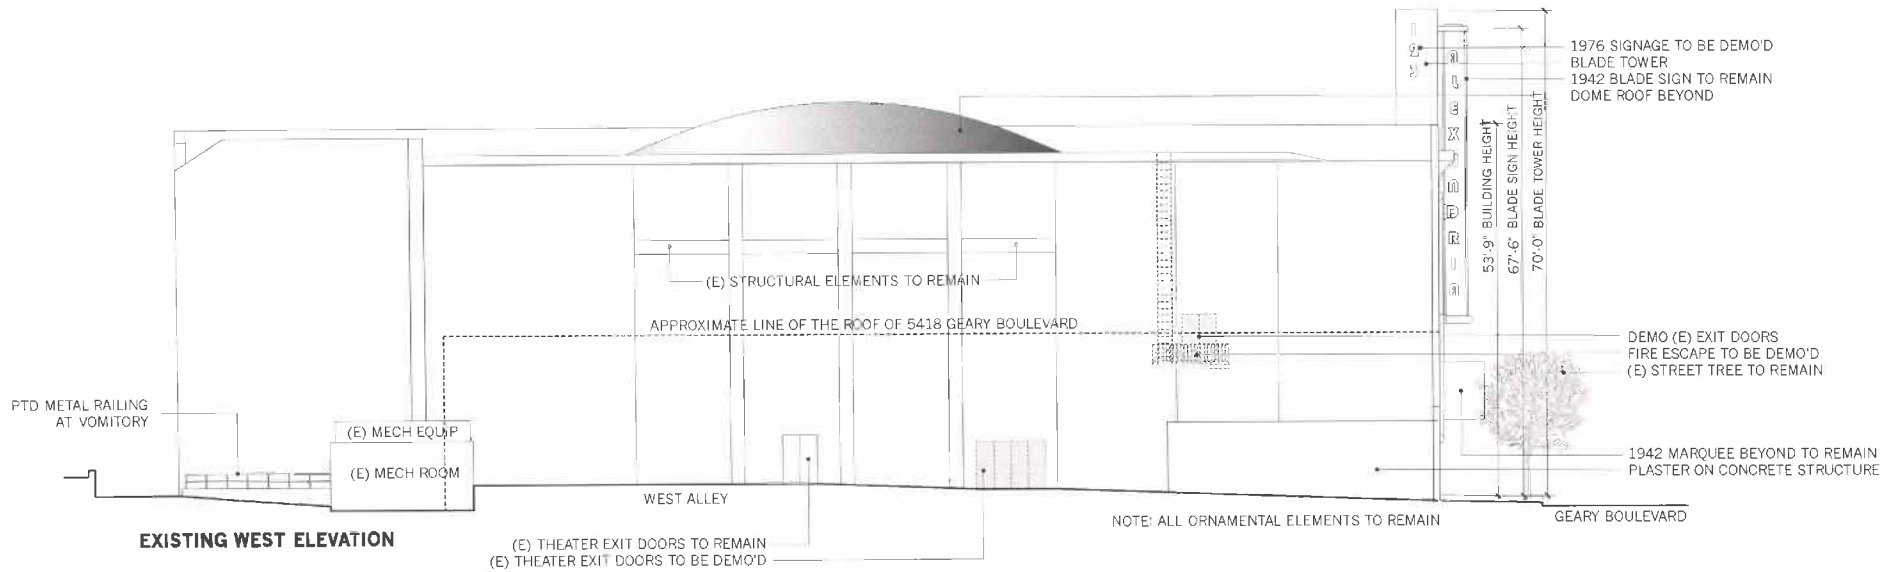 1976 SIGNAGE TO BE DEMO'D
BLADE TOWER
1942 BLADE SIGN TO REMAIN
DOME ROOF BEYOND
aLeXanDRia
53'-9" BUILDING HEIGHT
67'-6" BLADE SIGN HEIGHT
70'-0" BLADE TOWER HEIGHT
(E) STRUCTURAL ELEMENTS TO REMAIN
APPROXIMATE LINE OF THE ROOF OF 5418 GEARY BOULEVARD
DEMO (E) EXIT DOORS
FIRE ESCAPE TO BE DEMO'D
(E) STREET TREE TO REMAIN
PTD METAL RAILING
AT VOMITORY
(E) MECH EQUIP
(E) MECH ROOM
1942 MARQUEE BEYOND TO REMAIN
PLASTER ON CONCRETE STRUCTURE
WEST ALLEY
NOTE: ALL ORNAMENTAL ELEMENTS TO REMAIN
GEARY BOULEVARD
EXISTING WEST ELEVATION
(E) THEATER EXIT DOORS TO REMAIN
(E) THEATER EXIT DOORS TO BE DEMO'D